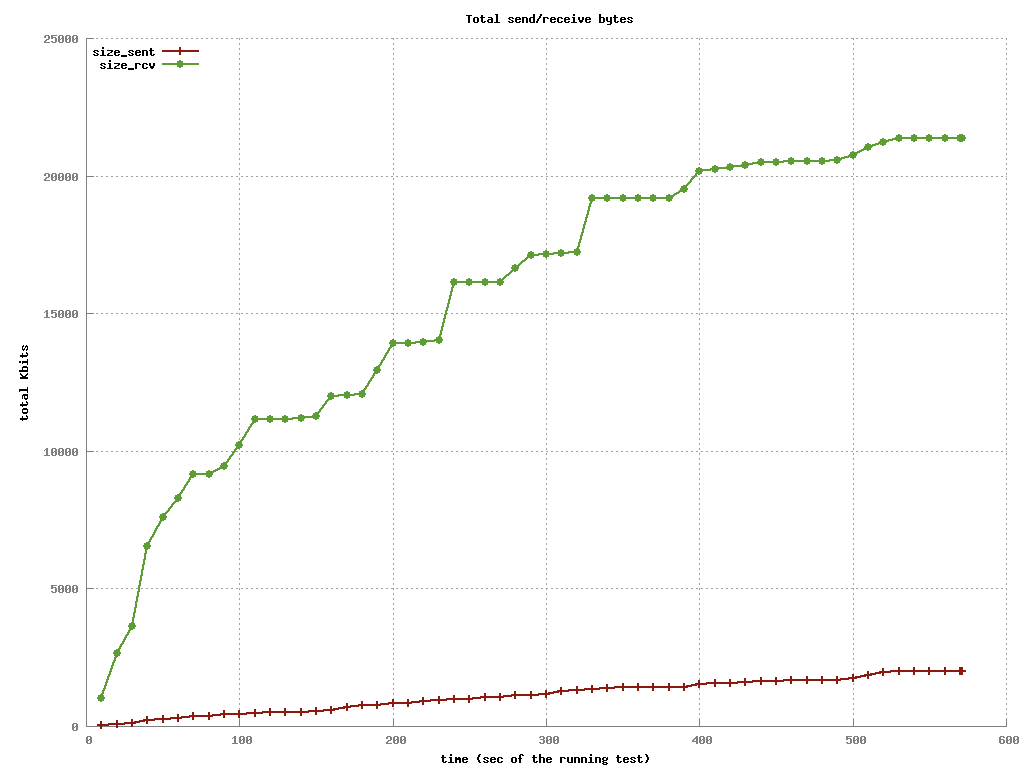 Total send/receive bytes
25000
size_sent
size_rcv
20000
15000
total Kbits
10000
5000
0
0 100 200 300 400 500 600
time (sec of the running test)